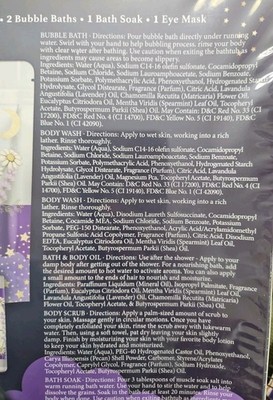 • 2 Bubble Baths • 1 Bath Soak • 1 Eye Mask
BUBBLE BATH - Directions: Pour bubble bath directly under running
water. Swirl with your hand to help bubbling process, rinse your body
with clear water after bathing. Use caution when exiting the bathtub, as
ingredients may cause areas to become slippery.
Ingredients: Water (Aqua), Sodium C14-16 olefin sulfonate, Cocamidopropyl
Betaine, Sodium Chloride, Sodium Lauroamphoacetate, Sodium Benzoate,
Potassium Sorbate, Polymethacrylic Acid, Phenoxyethanol, Hydrogenated Starch
Hydrolysate, Glycol Distearate, Fragrance (Parfum), Citric Acid, Lavandula
Angustifolia (Lavender) Oil, Chamomilla Recutita (Matricaria) Flower Oil,
Eucalyptus Citriodora Oil, Mentha Viridis (Spearmint) Leaf Oil, Tocopheryl
Acetate, Butyrospermum Parkii (Shea) Oil. May Contain: D&C Red No. 33 (CI
17200), FD&C Red No. 4 (CI 14700), FD&C Yellow No. 5 (CI 19140), FD&C
Blue No. 1 (CI 42090).
BODY WASH - Directions: Apply to wet skin, working into a rich
lather. Rinse thoroughly.
Ingredients: Water (Aqua), Sodium C14-16 olefin sulfonate, Cocamidopropyl
Betaine, Sodium Chloride, Sodium Lauroamphoacetate, Sodium Benzoate,
Potassium Sorbate, Polymethacrylic Acid, Phenoxyethanol, Hydrogenated Starch
Hydrolysate, Glycol Distearate, Fragrance (Parfum), Citric Acid, Lavandula
Angustifolia (Lavender) Oil, Tocopheryl Acetate, Butyrospermum
Parkii (Shea) Oil. May Contain: D&C Red No. 33 (CI 17200), FD&C Red No. 4
(CI 14700), FD&C Yellow No. 5 (CI 19140), FD&C Blue No. 1 (CI 42090).
BODY WASH - Directions: Apply to wet skin, working into a rich
lather. Rinse thoroughly.
Ingredients: Water (Aqua), Disodium Laureth Sulfosuccinate, Cocamidopropyl
Betaine, Cocamide MEA, Sodium Chloride, Sodium Benzoate, Potassium
Sorbate, PEG-150 Distearate, Phenoxyethanol, Acrylic Acid/Acrylamidomethyl
Propane Sulfonic Acid Copolymer, Fragrance (Parfum), Citric Acid, Disodium
EDTA, Eucalyptus Citriodora Oil, Mentha Viridis (Spearmint) Leaf Oil,
Tocopheryl Acetate, Butyrospermum Parkii (Shea) Oil.
BATH & BODY OIL - Directions: Use after the shower - Apply to your
damp body after getting out of the shower. For a nourishing bath, add
the desired amount to hot water to activate aroma. You can also apply
a small amount to the ends of hair to nourish and moisturize.
Ingredients: Paraffinum Liquidum (Mineral Oil), Isopropyl Palmitate, Fragrance
(Parfum), Eucalyptus Citriodora Oil, Mentha Viridis (Spearmint) Leaf Oil,
Lavandula Angustifolia (Lavender) Oil, Chamomilla Recutita (Matricaria)
Flower Oil, Tocopheryl Acetate, Butyrospermum Parkii (Shea) Oil.
BODY SCRUB - Directions: Apply a palm-sized amount of scrub to
your skin. Massage gently in circular motions. Once you have
completely exfoliated your skin, rinse the scrub away with lukewarm
water. Then, using a soft towel, pat dry leaving your skin slightly
damp. Finish by moisturizing your skin with your favorite body lotion
to keep your skin hydrated and moisturized.
Ingredients: Water (Aqua), PEG-40 Hydrogenated Castor Oil, Phenoxyethanol,
Carya Illinoensis (Pecan) Shell Powder, Carbomer, Styrene/Acrylates
Copolymer, Caprylyl Glycol, Fragrance (Parfum), Sodium Hydroxide,
Tocopheryl Acetate, Butyrospermum Parkii (Shea) Oil.
BATH SOAK - Directions: Pour 3 tablespoons of muscle soak salt into
warm running bath water. Use your hand to stir the water and to help
dissolve the grains. Soak in the bath for at least 20 minutes. Rinse your
body when done. Use caution when exiting bathtub as